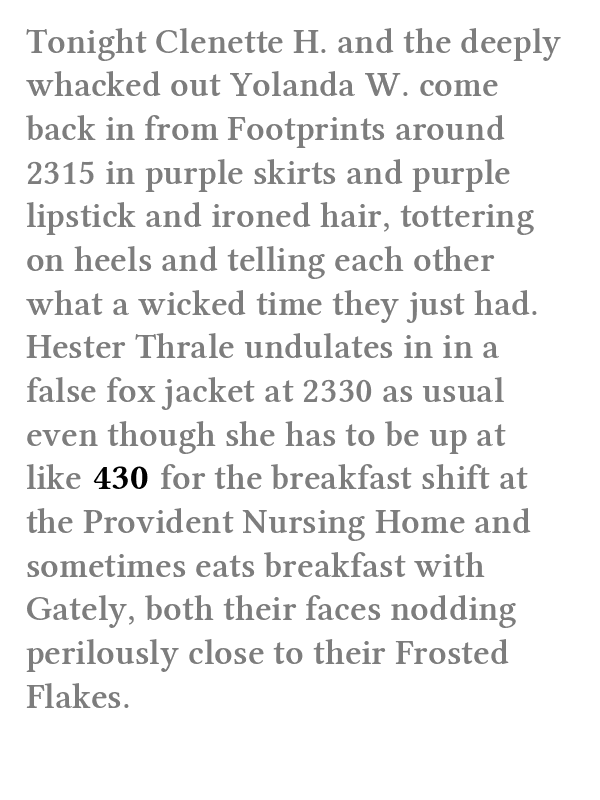 Tonight Clenette H. and the deeply
whacked out Yolanda W. come
back in from Footprints around
2315 in purple skirts and purple
lipstick and ironed hair, tottering
on heels and telling each other
what a wicked time they just had.
Hester Thrale undulates in in a
false fox jacket at 2330 as usual
even though she has to be up at
like 430 for the breakfast shift at
the Provident Nursing Home and
sometimes eats breakfast with
Gately, both their faces nodding
perilously close to their Frosted
Flakes.